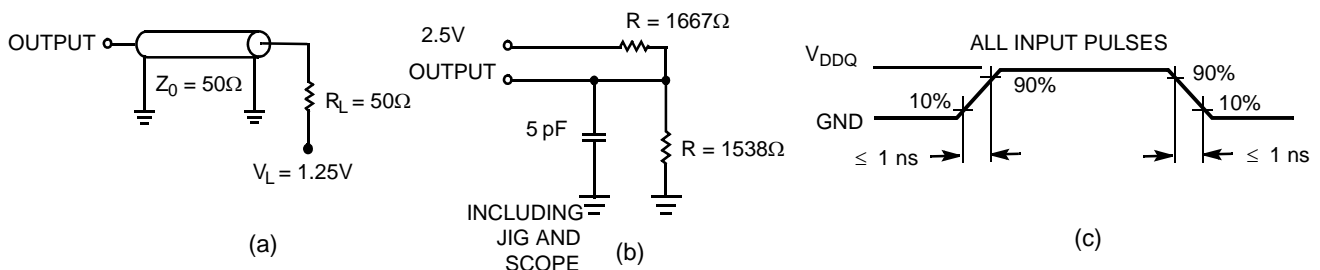 OUTPUT
Z0 = 50Ω
RL = 50Ω
VL = 1.25V
(a)
R = 1667Ω
2.5V
OUTPUT
5 pF
R = 1538Ω
INCLUDING
JIG AND
SCOPE
(b)
ALL INPUT PULSES
VDDQ
GND
10%
90%
90%
10%
≤ 1 ns
≤ 1 ns
(c)